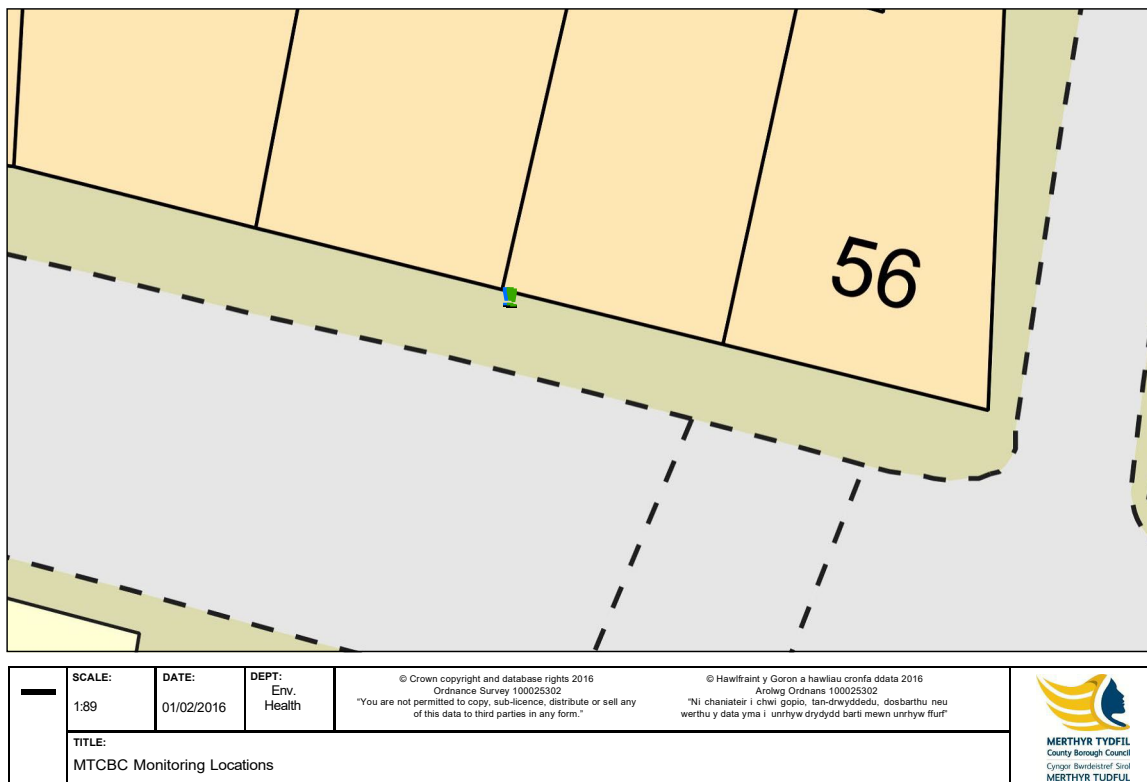 56
SCALE:
1:89
DATE:
01/02/2016
DEPT:
Env.
Health
© Crown copyright and database rights 2016
Ordnance Survey 100025302
"You are not permitted to copy, sub-licence, distribute or sell any
of this data to third parties in any form."
© Hawlfraint y Goron a hawliau cronfa ddata 2016
Arolwg Ordnans 100025302
"Ni chaniateir i chwi gopio, tan-drwyddedu, dosbarthu neu
werthu y data yma i unrhyw drydydd barti mewn unrhyw ffurf"
TITLE:
MTCBC Monitoring Locations
MERTHYR TYDFIL
County Borough Council
Cyngor Bwrdeistref Sirol
MERTHYR TUDFUL